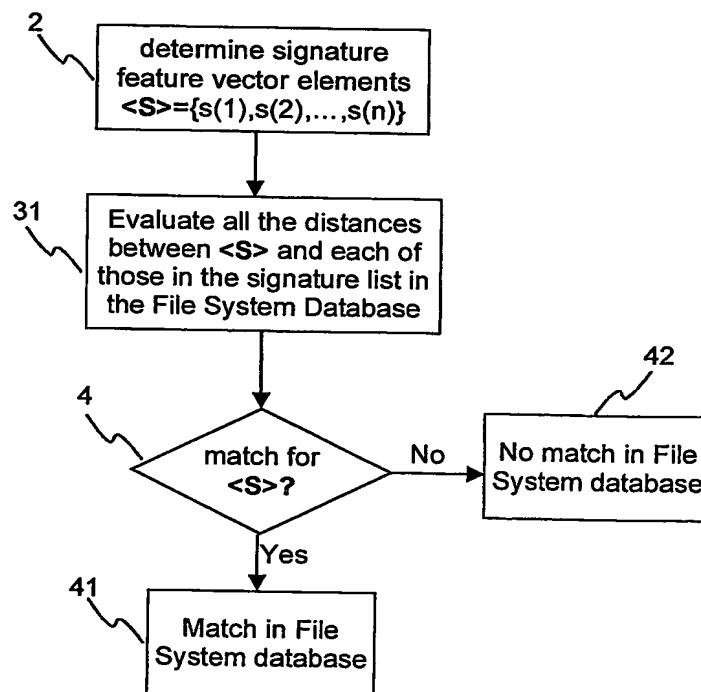 2
determine signature
feature vector elements
<S>={s(1),s(2),...,s(n)}
31
Evaluate all the distances
between <S> and each of
those in the signature list in
the File System Database
4
match for
<S>?
No
42
No match in File
System database
Yes
41
Match in File
System database